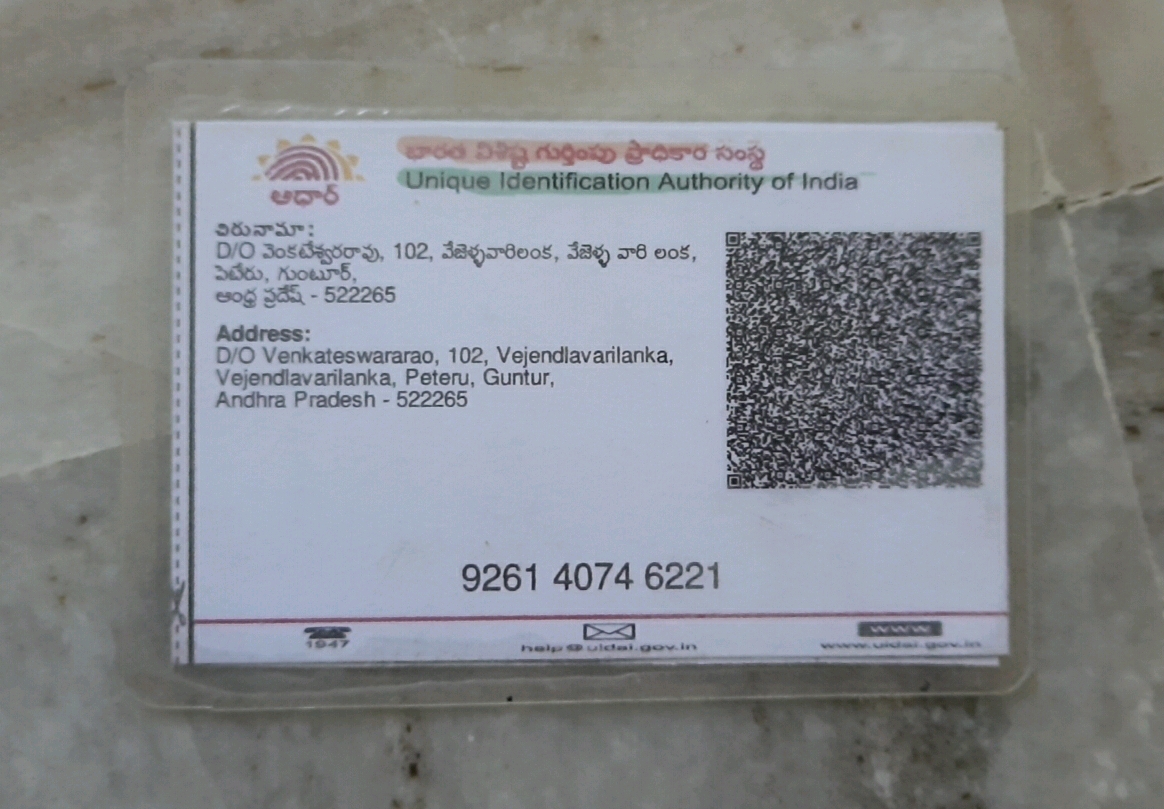 భారత విశిష్ట గుర్తింపు ప్రాధికార సంస్థ
Unique Identification Authority of India
ఆధార్
చిరునామా:
D/O వెంకటేశ్వరరావు, 102, వేజెళ్ళవారిలంక, వేజెళ్ళ వారి లంక,
పెటేరు, గుంటూర్,
ఆంధ్ర ప్రదేష్ - 522265
Address:
D/O Venkateswararao, 102, Vejendlavarilanka,
Vejendlavarilanka, Peteru, Guntur,
Andhra Pradesh - 522265
9261 4074 6221
1947
help@uidai.gov.in
WWW
www.uidai.gov.in